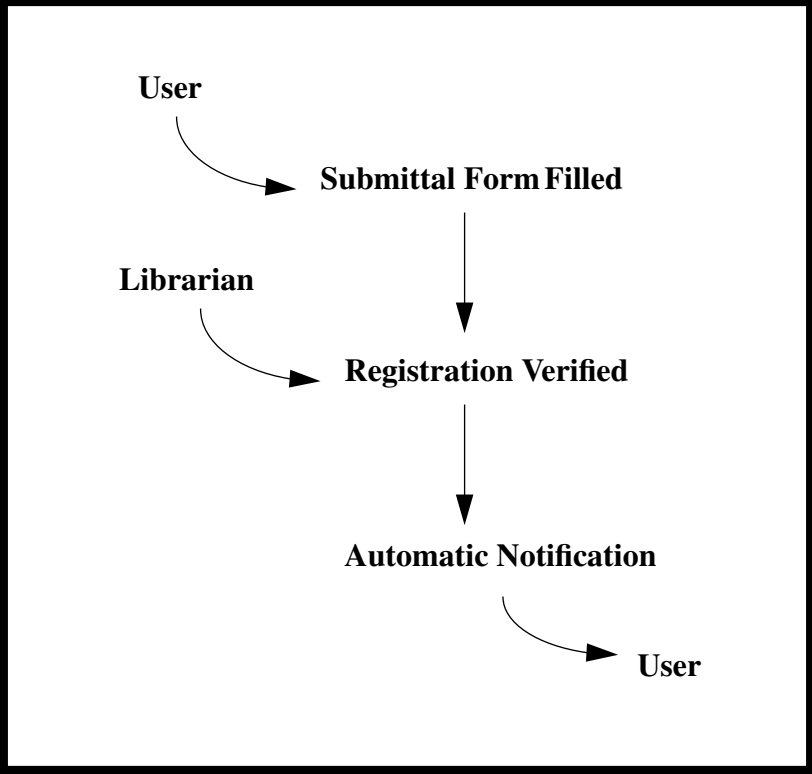 User
Submittal Form Filled
Librarian
Registration Verified
Automatic Notification
User